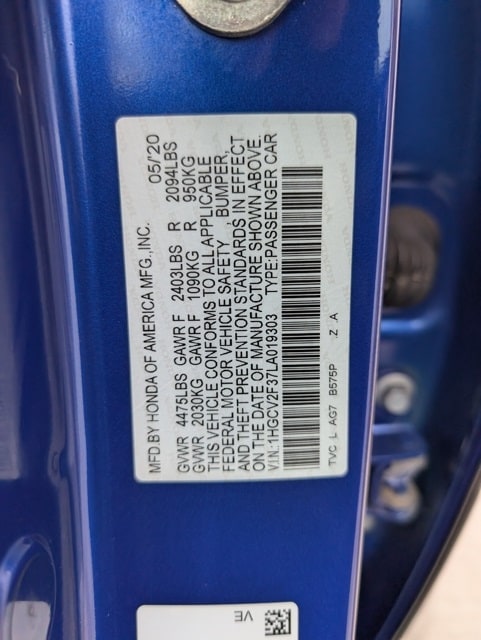 MFD.BY HONDA OF AMERICA MFG.,INC. 05/'20
GVWR 4475LBS GAWR F 2403LBS R 2094LBS
GVWR 2030KG GAWR F 1090KG R 950KG
THIS VEHICLE CONFORMS TO ALL APPLICABLE
FEDERAL MOTOR VEHICLE SAFETY , BUMPER,
AND THEFT PREVENTION STANDARDS IN EFFECT
ON THE DATE OF MANUFACTURE SHOWN ABOVE.
V.I.N.:1HGCV2F37LA019303 TYPE:PASSENGER CAR
TVC L AG7 B575P .Z A
VE